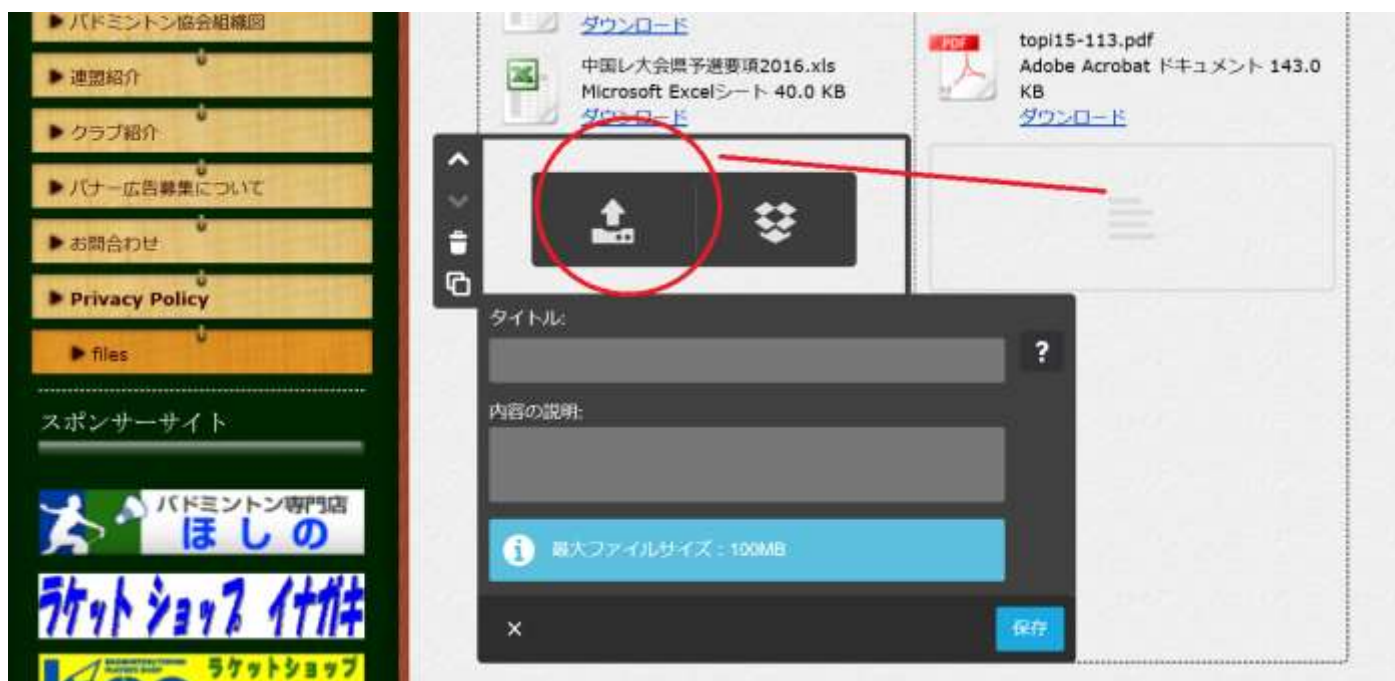 バドミントン協会組織図
連盟紹介
クラブ紹介
バナー広告募集について
お問合わせ
Privacy Policy
files
スポンサーサイト
バドミントン専門店
ほしの
ラケットショップ イナガキ
ラケットショップ
ダウンロード
中国レ大会県予選要項2016.xls
Microsoft Excelシート 40.0 KB
ダウンロード
PDF
topi15-113.pdf
Adobe Acrobat ドキュメント 143.0
KB
ダウンロード
タイトル:
?
内容の説明:
最大ファイルサイズ：100MB
保存